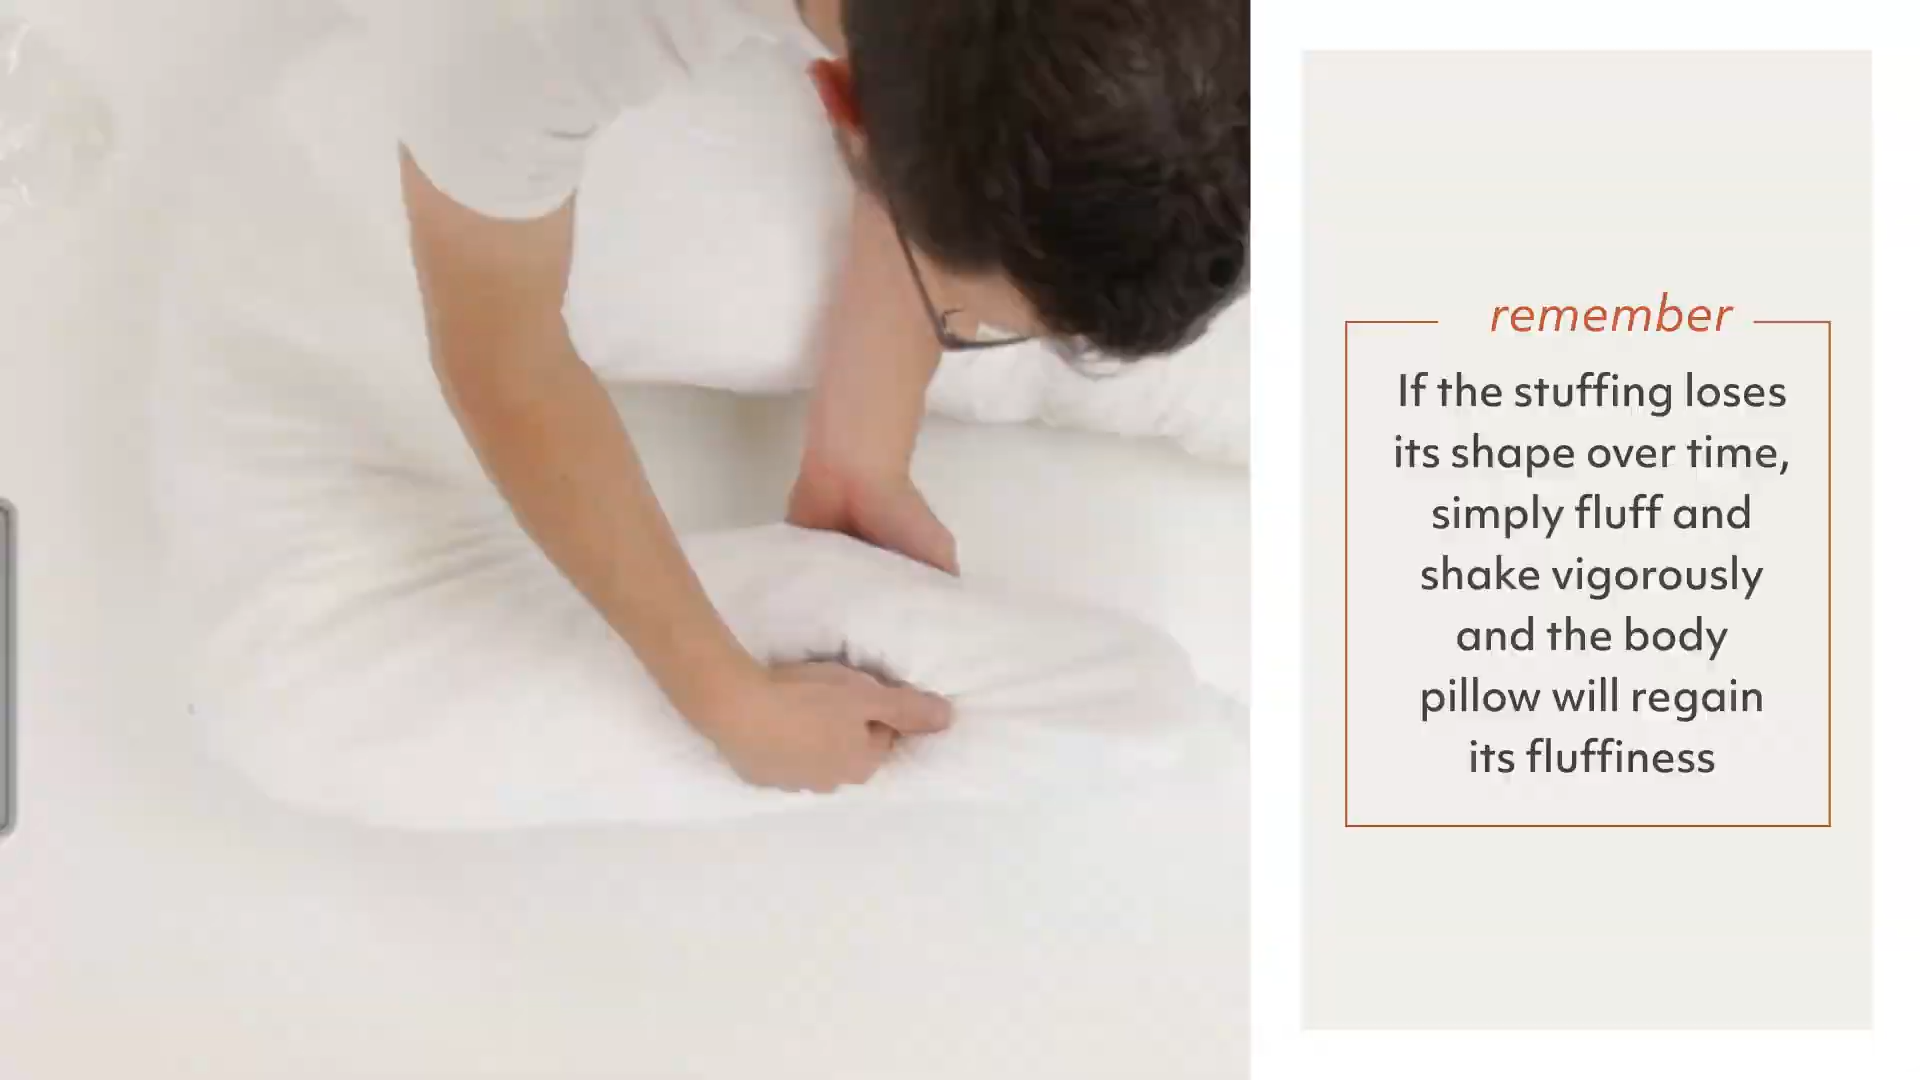 remember
If the stuffing loses
its shape over time,
simply fluff and
shake vigorously
and the body
pillow will regain
its fluffiness